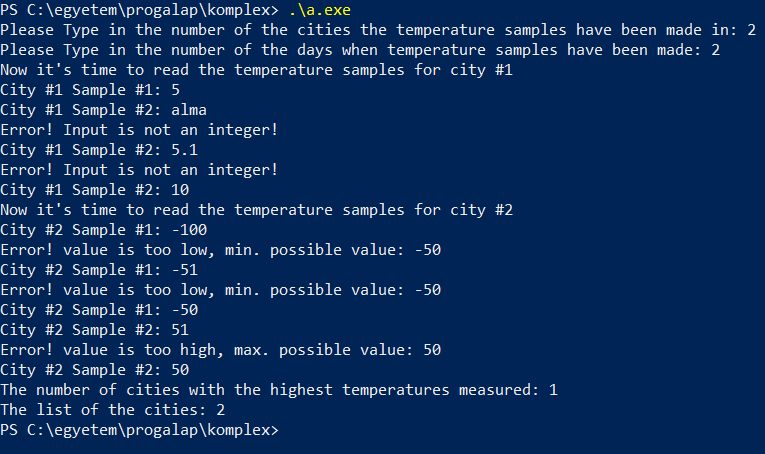 PS C:\egyetem\progalap\komplex> .\a.exe
Please Type in the number of the cities the temperature samples have been made in: 2
Please Type in the number of the days when temperature samples have been made: 2
Now it's time to read the temperature samples for city #1
City #1 Sample #1: 5
City #1 Sample #2: alma
Error! Input is not an integer!
City #1 Sample #2: 5.1
Error! Input is not an integer!
City #1 Sample #2: 10
Now it's time to read the temperature samples for city #2
City #2 Sample #1: -100
Error! value is too low, min. possible value: -50
City #2 Sample #1: -51
Error! value is too low, min. possible value: -50
City #2 Sample #1: -50
City #2 Sample #2: 51
Error! value is too high, max. possible value: 50
City #2 Sample #2: 50
The number of cities with the highest temperatures measured: 1
The list of the cities: 2
PS C:\egyetem\progalap\komplex>